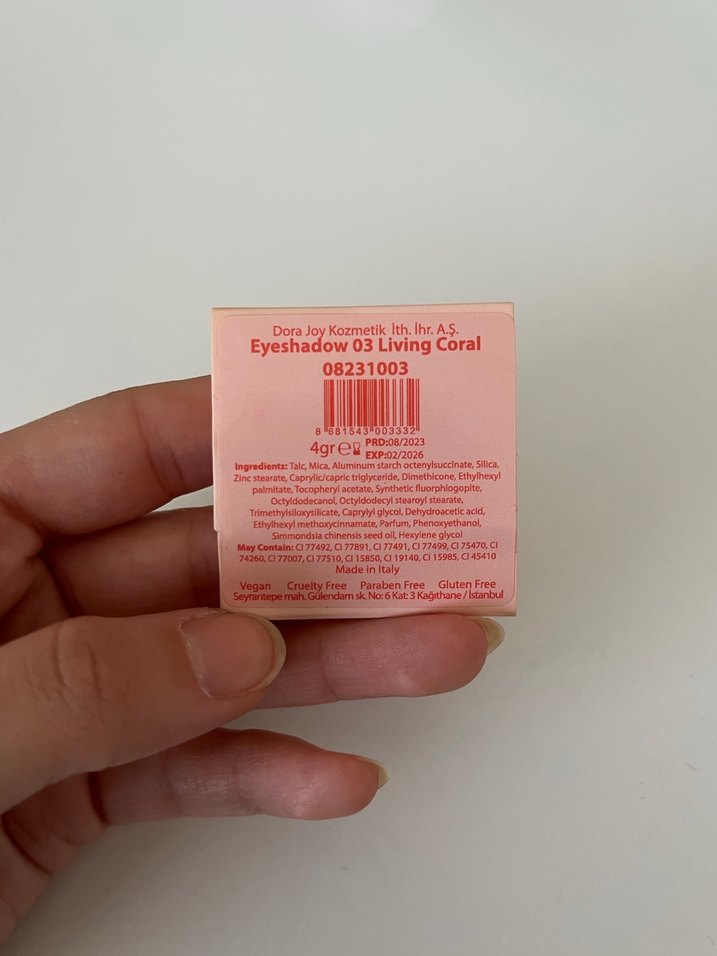 Dora Joy Kozmetik İth. İhr. A.Ş.
Eyeshadow 03 Living Coral
08231003
8 681543 003332
4gr e PRD:08/2023
EXP:02/2026
Ingredients: Talc, Mica, Aluminum starch octenylsuccinate, Silica,
Zinc stearate, Caprylic/capric triglyceride, Dimethicone, Ethylhexyl
palmitate, Tocopheryl acetate, Synthetic fluorphlogopite,
Octyldodecanol, Octyldodecyl stearoyl stearate,
Trimethylsiloxysilicate, Caprylyl glycol, Dehydroacetic acid,
Ethylhexyl methoxycinnamate, Parfum, Phenoxyethanol,
Simmondsia chinensis seed oil, Hexylene glycol
May Contain: CI 77492, CI 77891, CI 77491, CI 77499, CI 75470, CI
74260, CI 77007, CI 77510, CI 15850, CI 19140, CI 15985, CI 45410
Made in Italy
Vegan Cruelty Free Paraben Free Gluten Free
Seyrantepe mah. Gülendam sk. No: 6 Kat: 3 Kağıthane / İstanbul